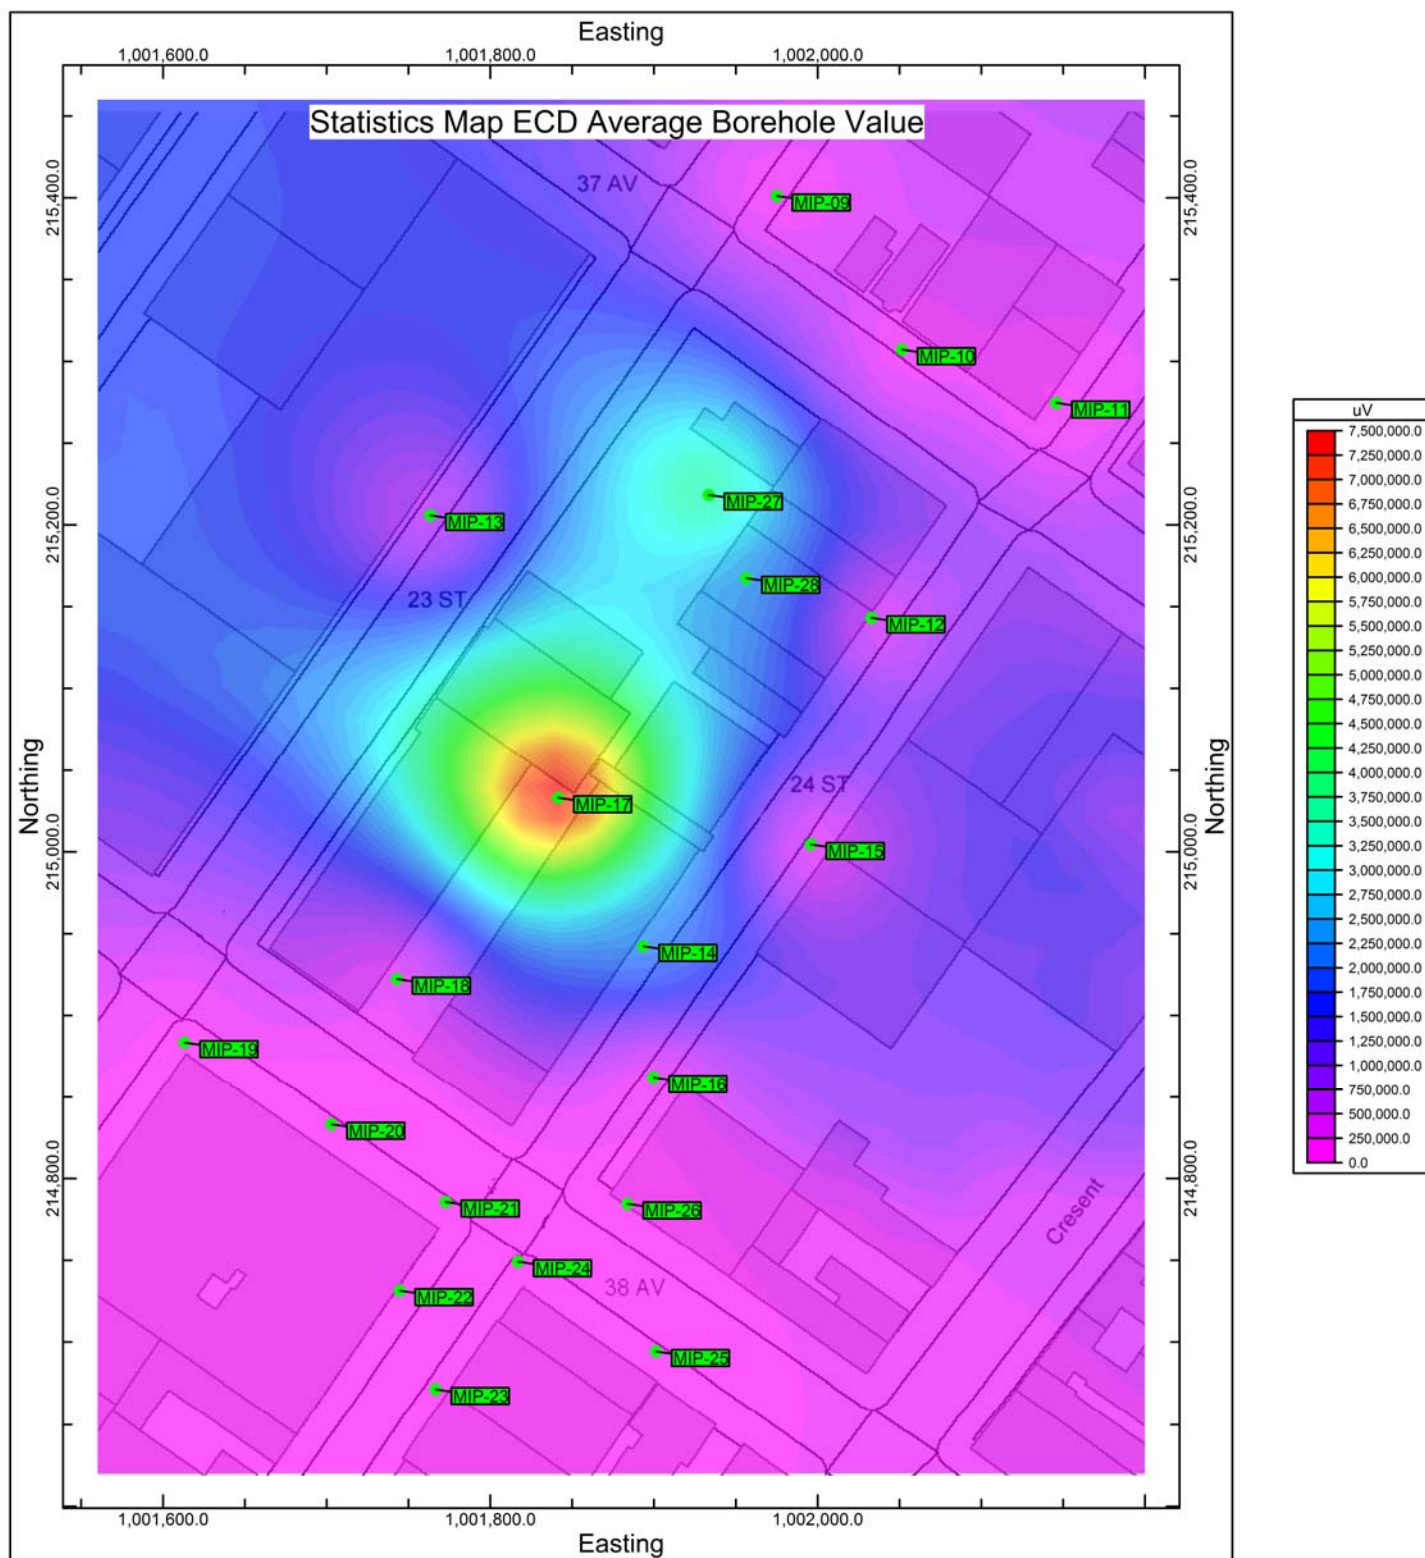 Easting
1,001,600.0 1,001,800.0 1,002,000.0
Statistics Map ECD Average Borehole Value
37 AV
215,400.0
215,400.0
MIP-09
MIP-10
MIP-11
MIP-27
215,200.0
MIP-13
215,200.0
MIP-28
23 ST
MIP-12
Northing
24 ST
Northing
MIP-17
215,000.0
MIP-15
215,000.0
MIP-14
MIP-18
MIP-19
MIP-16
MIP-20
214,800.0
MIP-21
MIP-26
Cresent
214,800.0
MIP-24
38 AV
MIP-22
MIP-25
MIP-23
1,001,600.0 1,001,800.0 1,002,000.0
Easting
uV
7,500,000.0
7,250,000.0
7,000,000.0
6,750,000.0
6,500,000.0
6,250,000.0
6,000,000.0
5,750,000.0
5,500,000.0
5,250,000.0
5,000,000.0
4,750,000.0
4,500,000.0
4,250,000.0
4,000,000.0
3,750,000.0
3,500,000.0
3,250,000.0
3,000,000.0
2,750,000.0
2,500,000.0
2,250,000.0
2,000,000.0
1,750,000.0
1,500,000.0
1,250,000.0
1,000,000.0
750,000.0
500,000.0
250,000.0
0.0